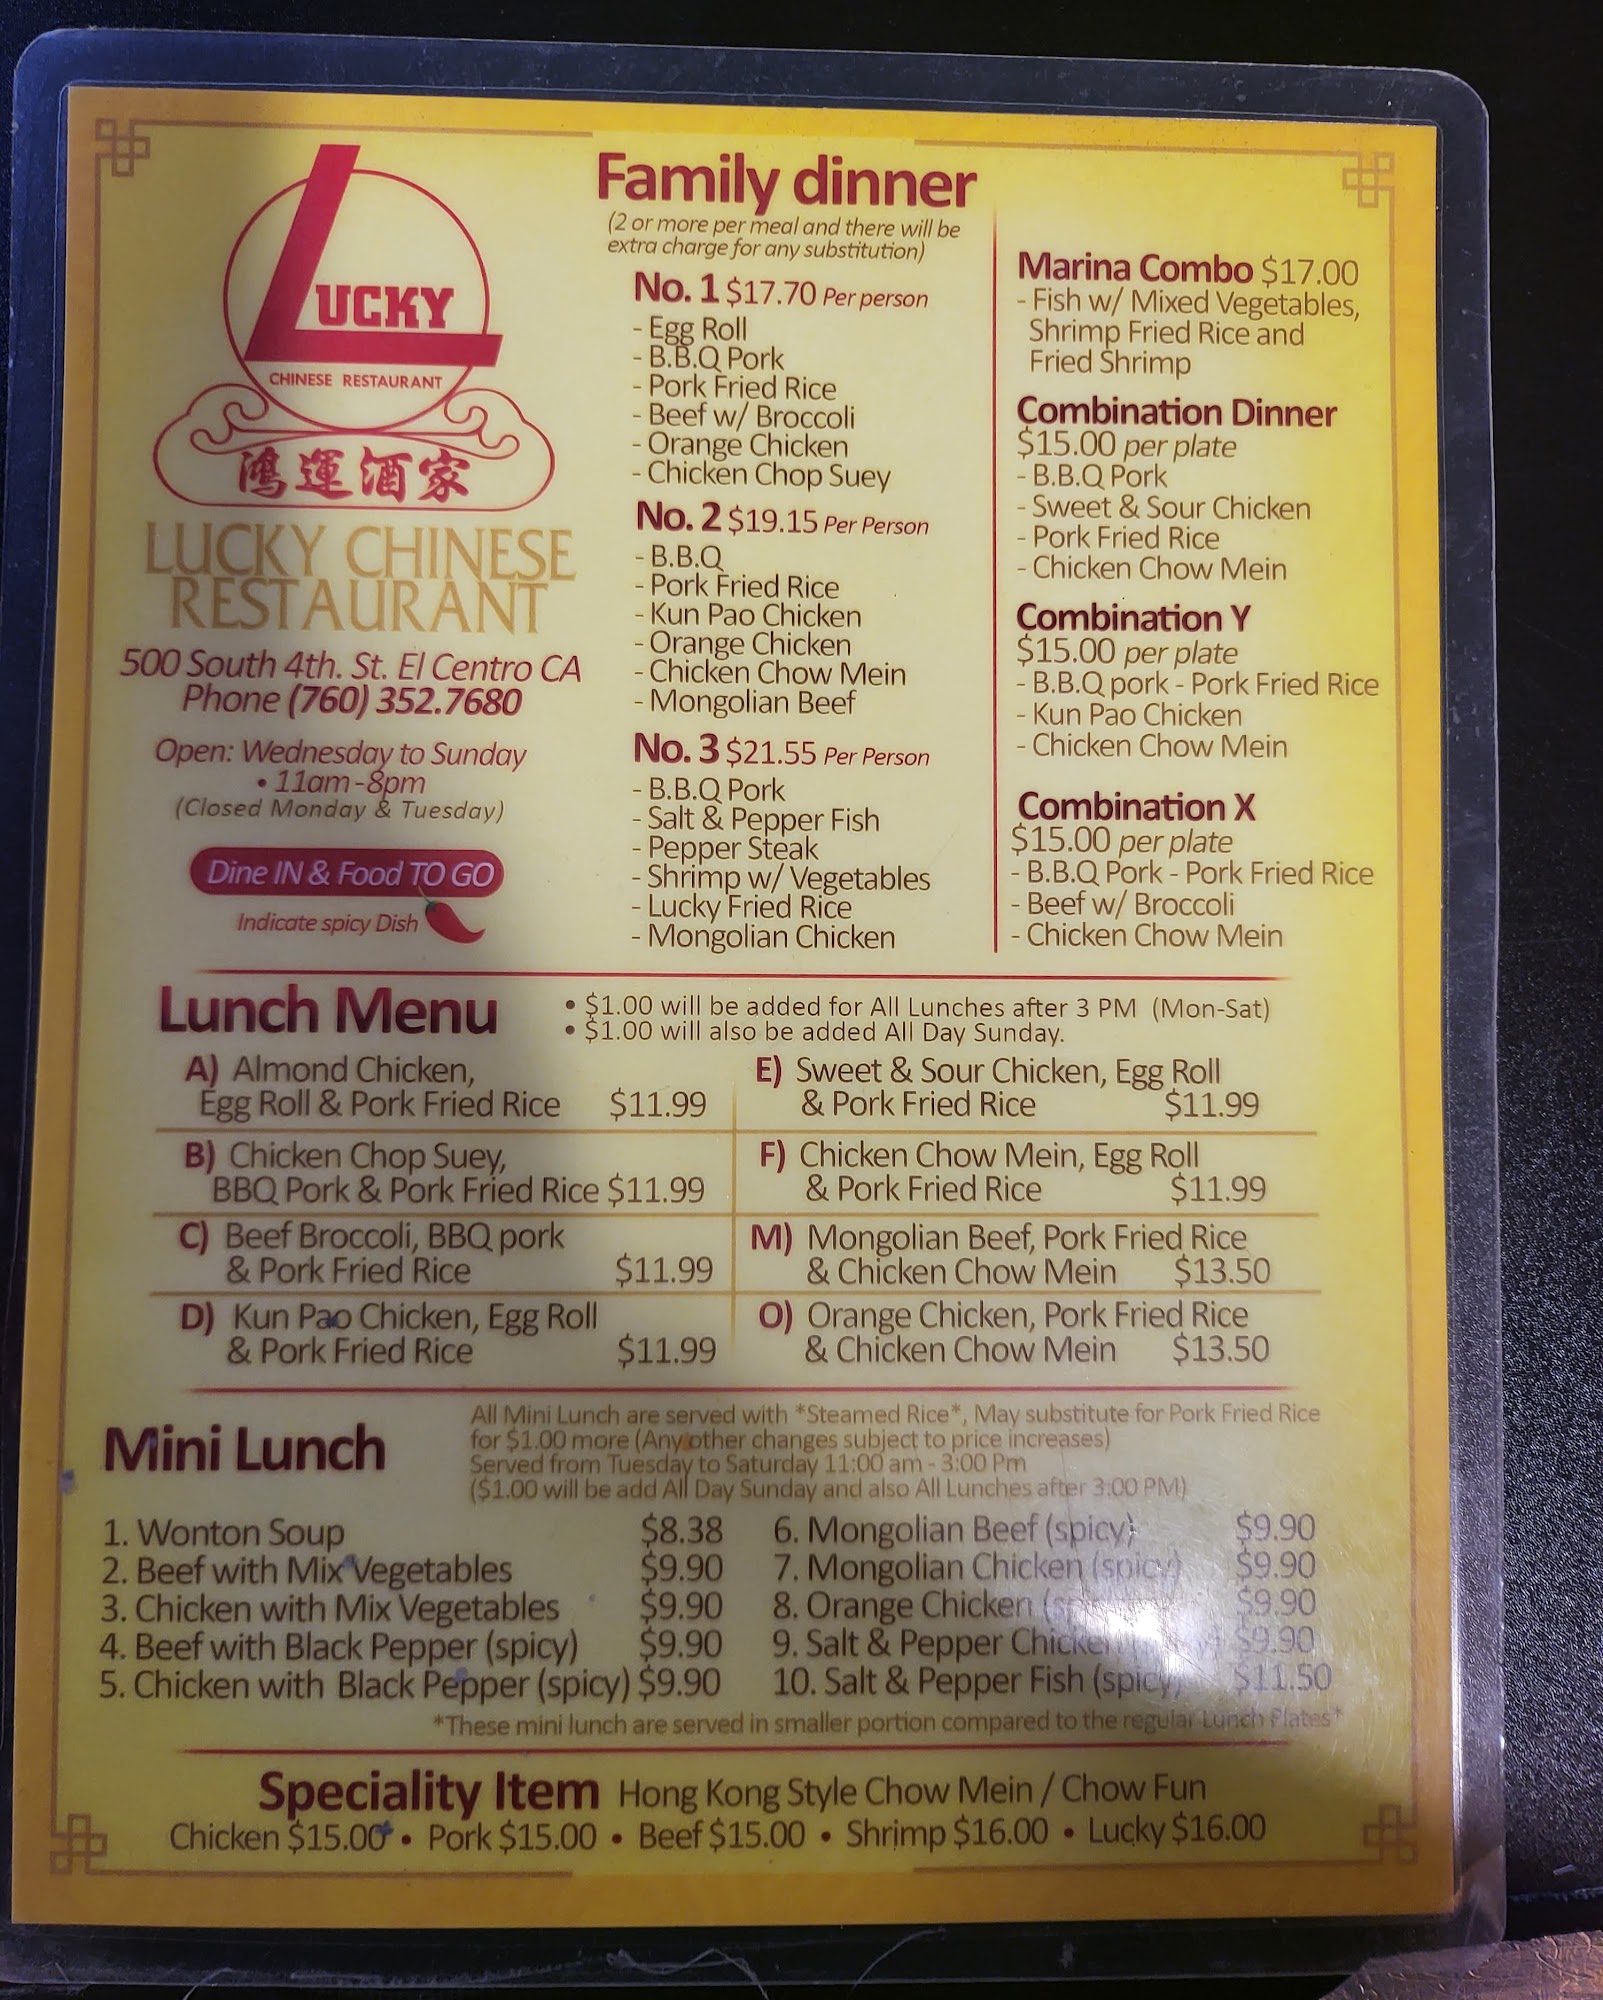 LUCKY
CHINESE RESTAURANT
鴻運酒家
LUCKY CHINESE
RESTAURANT
500 South 4th. St. El Centro CA
Phone (760) 352.7680
Open: Wednesday to Sunday
• 11am-8pm
(Closed Monday & Tuesday)
Dine IN & Food TO GO
Indicate spicy Dish
Family dinner
(2 or more per meal and there will be
extra charge for any substitution)
No. 1 $17.70 Per person
- Egg Roll
- B.B.Q Pork
- Pork Fried Rice
- Beef w/ Broccoli
- Orange Chicken
- Chicken Chop Suey
No. 2 $19.15 Per Person
- B.B.Q
- Pork Fried Rice
- Kun Pao Chicken
- Orange Chicken
- Chicken Chow Mein
- Mongolian Beef
No. 3 $21.55 Per Person
- B.B.Q Pork
- Salt & Pepper Fish
- Pepper Steak
- Shrimp w/ Vegetables
- Lucky Fried Rice
- Mongolian Chicken
Marina Combo $17.00
- Fish w/ Mixed Vegetables,
Shrimp Fried Rice and
Fried Shrimp
Combination Dinner
$15.00 per plate
- B.B.Q Pork
- Sweet & Sour Chicken
- Pork Fried Rice
- Chicken Chow Mein
Combination Y
$15.00 per plate
- B.B.Q pork - Pork Fried Rice
- Kun Pao Chicken
- Chicken Chow Mein
Combination X
$15.00 per plate
- B.B.Q Pork - Pork Fried Rice
- Beef w/ Broccoli
- Chicken Chow Mein
Lunch Menu
• $1.00 will be added for All Lunches after 3 PM (Mon-Sat)
• $1.00 will also be added All Day Sunday.
A) Almond Chicken,
Egg Roll & Pork Fried Rice $11.99
B) Chicken Chop Suey,
BBQ Pork & Pork Fried Rice $11.99
C) Beef Broccoli, BBQ pork
& Pork Fried Rice $11.99
D) Kun Pao Chicken, Egg Roll
& Pork Fried Rice $11.99
E) Sweet & Sour Chicken, Egg Roll
& Pork Fried Rice $11.99
F) Chicken Chow Mein, Egg Roll
& Pork Fried Rice $11.99
M) Mongolian Beef, Pork Fried Rice
& Chicken Chow Mein $13.50
O) Orange Chicken, Pork Fried Rice
& Chicken Chow Mein $13.50
Mini Lunch
All Mini Lunch are served with *Steamed Rice*, May substitute for Pork Fried Rice
for $1.00 more (Any other changes subject to price increases)
Served from Tuesday to Saturday 11:00 am - 3:00 Pm
($1.00 will be add All Day Sunday and also All Lunches after 3:00 PM)
1. Wonton Soup $8.38
2. Beef with Mix Vegetables $9.90
3. Chicken with Mix Vegetables $9.90
4. Beef with Black Pepper (spicy) $9.90
5. Chicken with Black Pepper (spicy) $9.90
6. Mongolian Beef (spicy) $9.90
7. Mongolian Chicken (spicy) $9.90
8. Orange Chicken $9.90
9. Salt & Pepper Chicken $9.90
10. Salt & Pepper Fish (spicy) $11.50
*These mini lunch are served in smaller portion compared to the regular Lunch Plates*
Speciality Item Hong Kong Style Chow Mein / Chow Fun
Chicken $15.00 • Pork $15.00 • Beef $15.00 • Shrimp $16.00 • Lucky $16.00